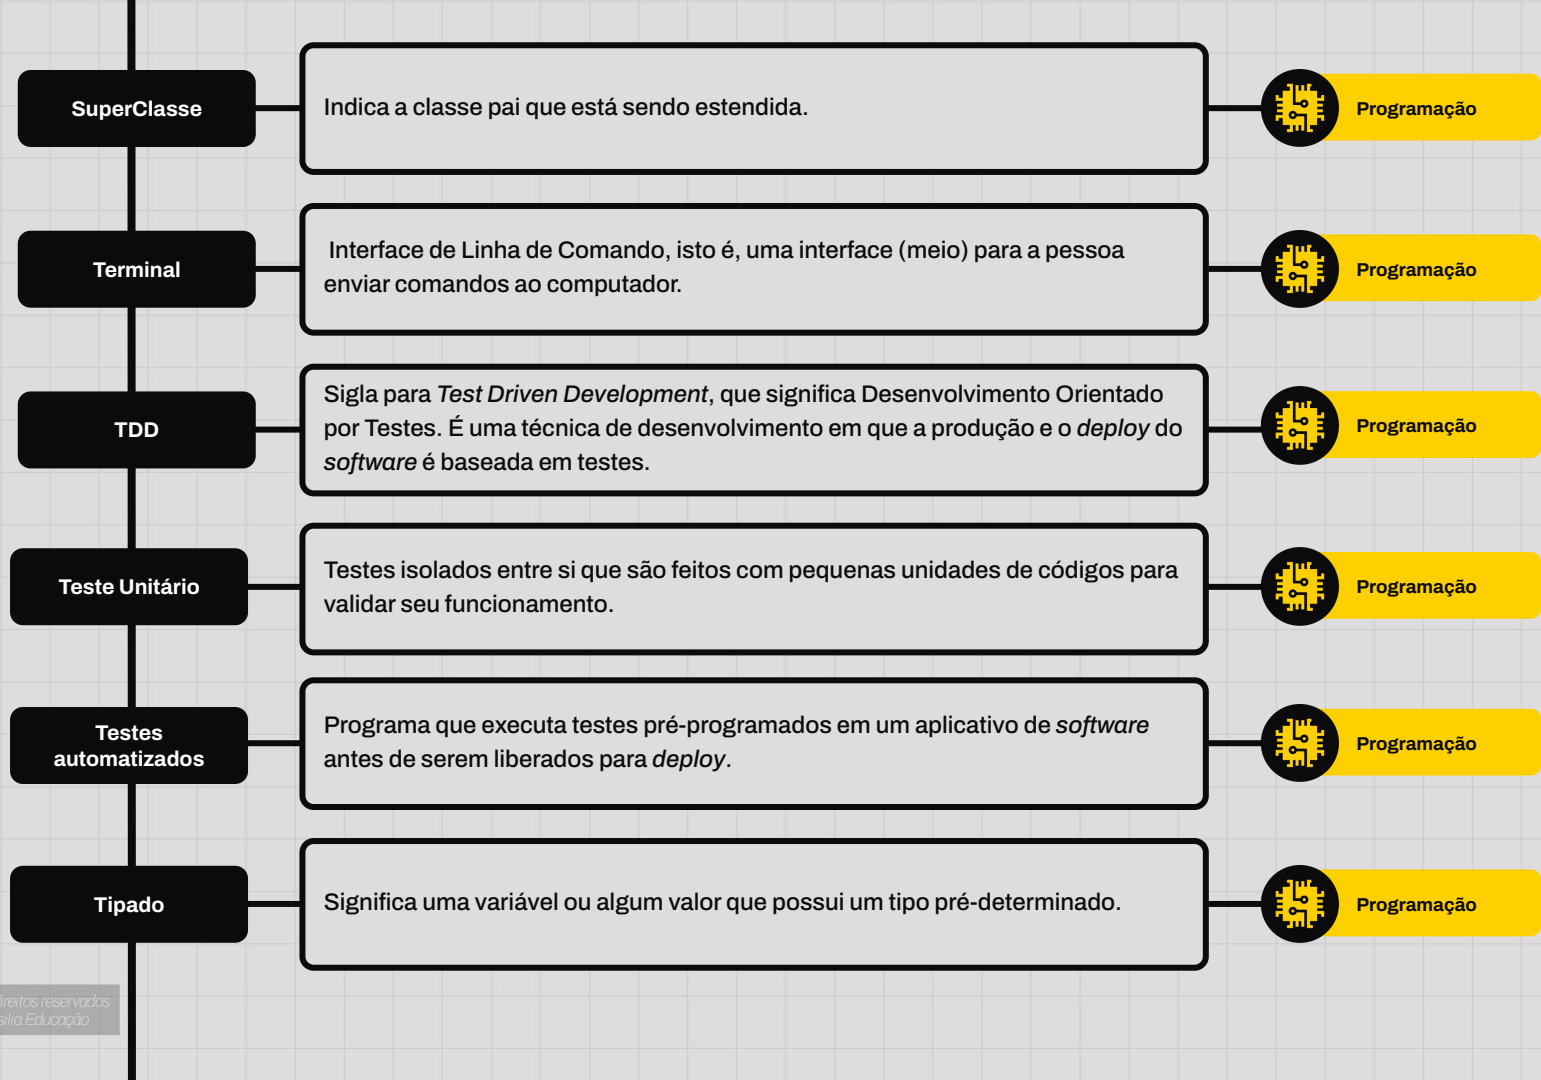 SuperClasse
Indica a classe pai que está sendo estendida.
Programação
Terminal
Interface de Linha de Comando, isto é, uma interface (meio) para a pessoa
enviar comandos ao computador.
Programação
TDD
Sigla para Test Driven Development, que significa Desenvolvimento Orientado
por Testes. É uma técnica de desenvolvimento em que a produção e o deploy do
software é baseada em testes.
Programação
Teste Unitário
Testes isolados entre si que são feitos com pequenas unidades de códigos para
validar seu funcionamento.
Programação
Testes
automatizados
Programa que executa testes pré-programados em um aplicativo de software
antes de serem liberados para deploy.
Programação
Tipado
Significa uma variável ou algum valor que possui um tipo pré-determinado.
Programação
reservados
Educação